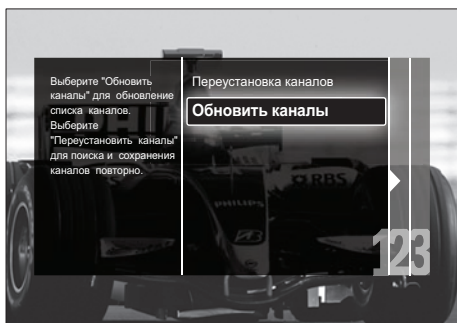 Выберите "Обновить
каналы" для обновление
списка каналов.
Выберите
"Переустановить каналы"
для поиска и сохранения
каналов повторно.
Переустановка каналов
Обновить каналы
RBS
PHILIPS
123